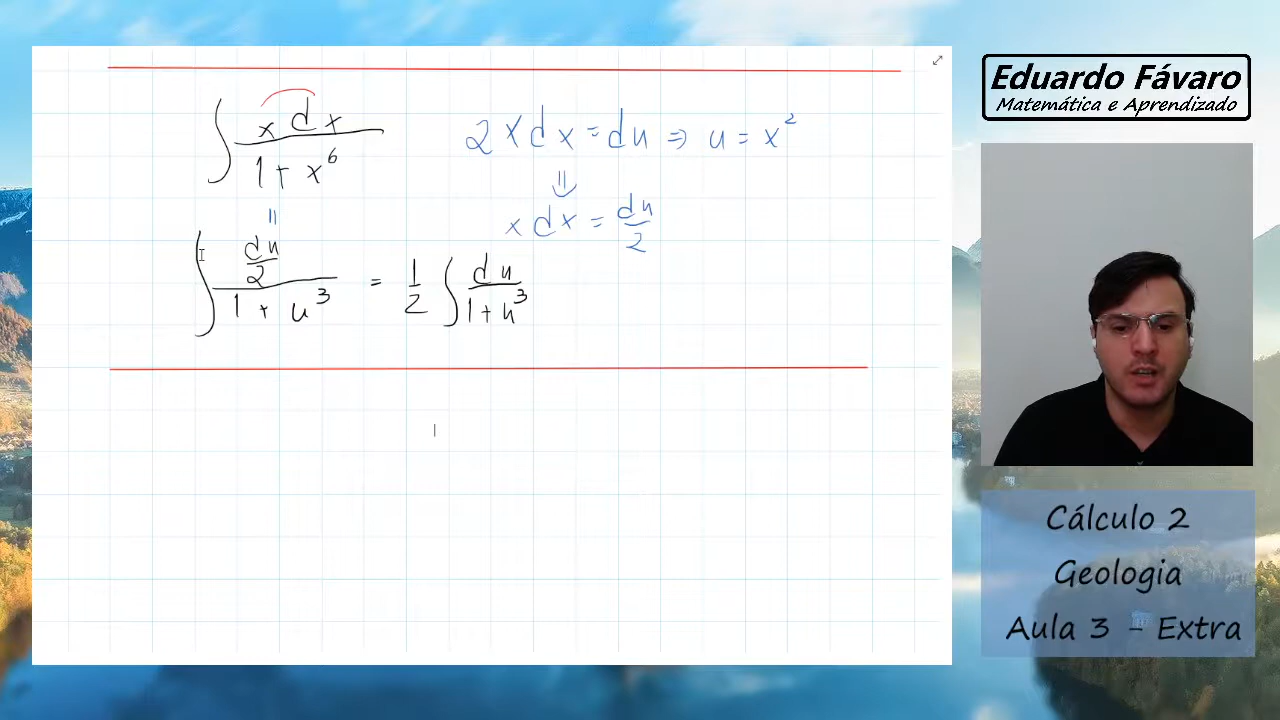 ∫ x dx / 1 + x⁶
2 x dx = du ⇒ u = x²
x dx = du/2
∫ du/2 / 1 + u³ = 1/2 ∫ du / 1 + u³
Eduardo Fávaro
Matemática e Aprendizado
Cálculo 2
Geologia
Aula 3 - Extra